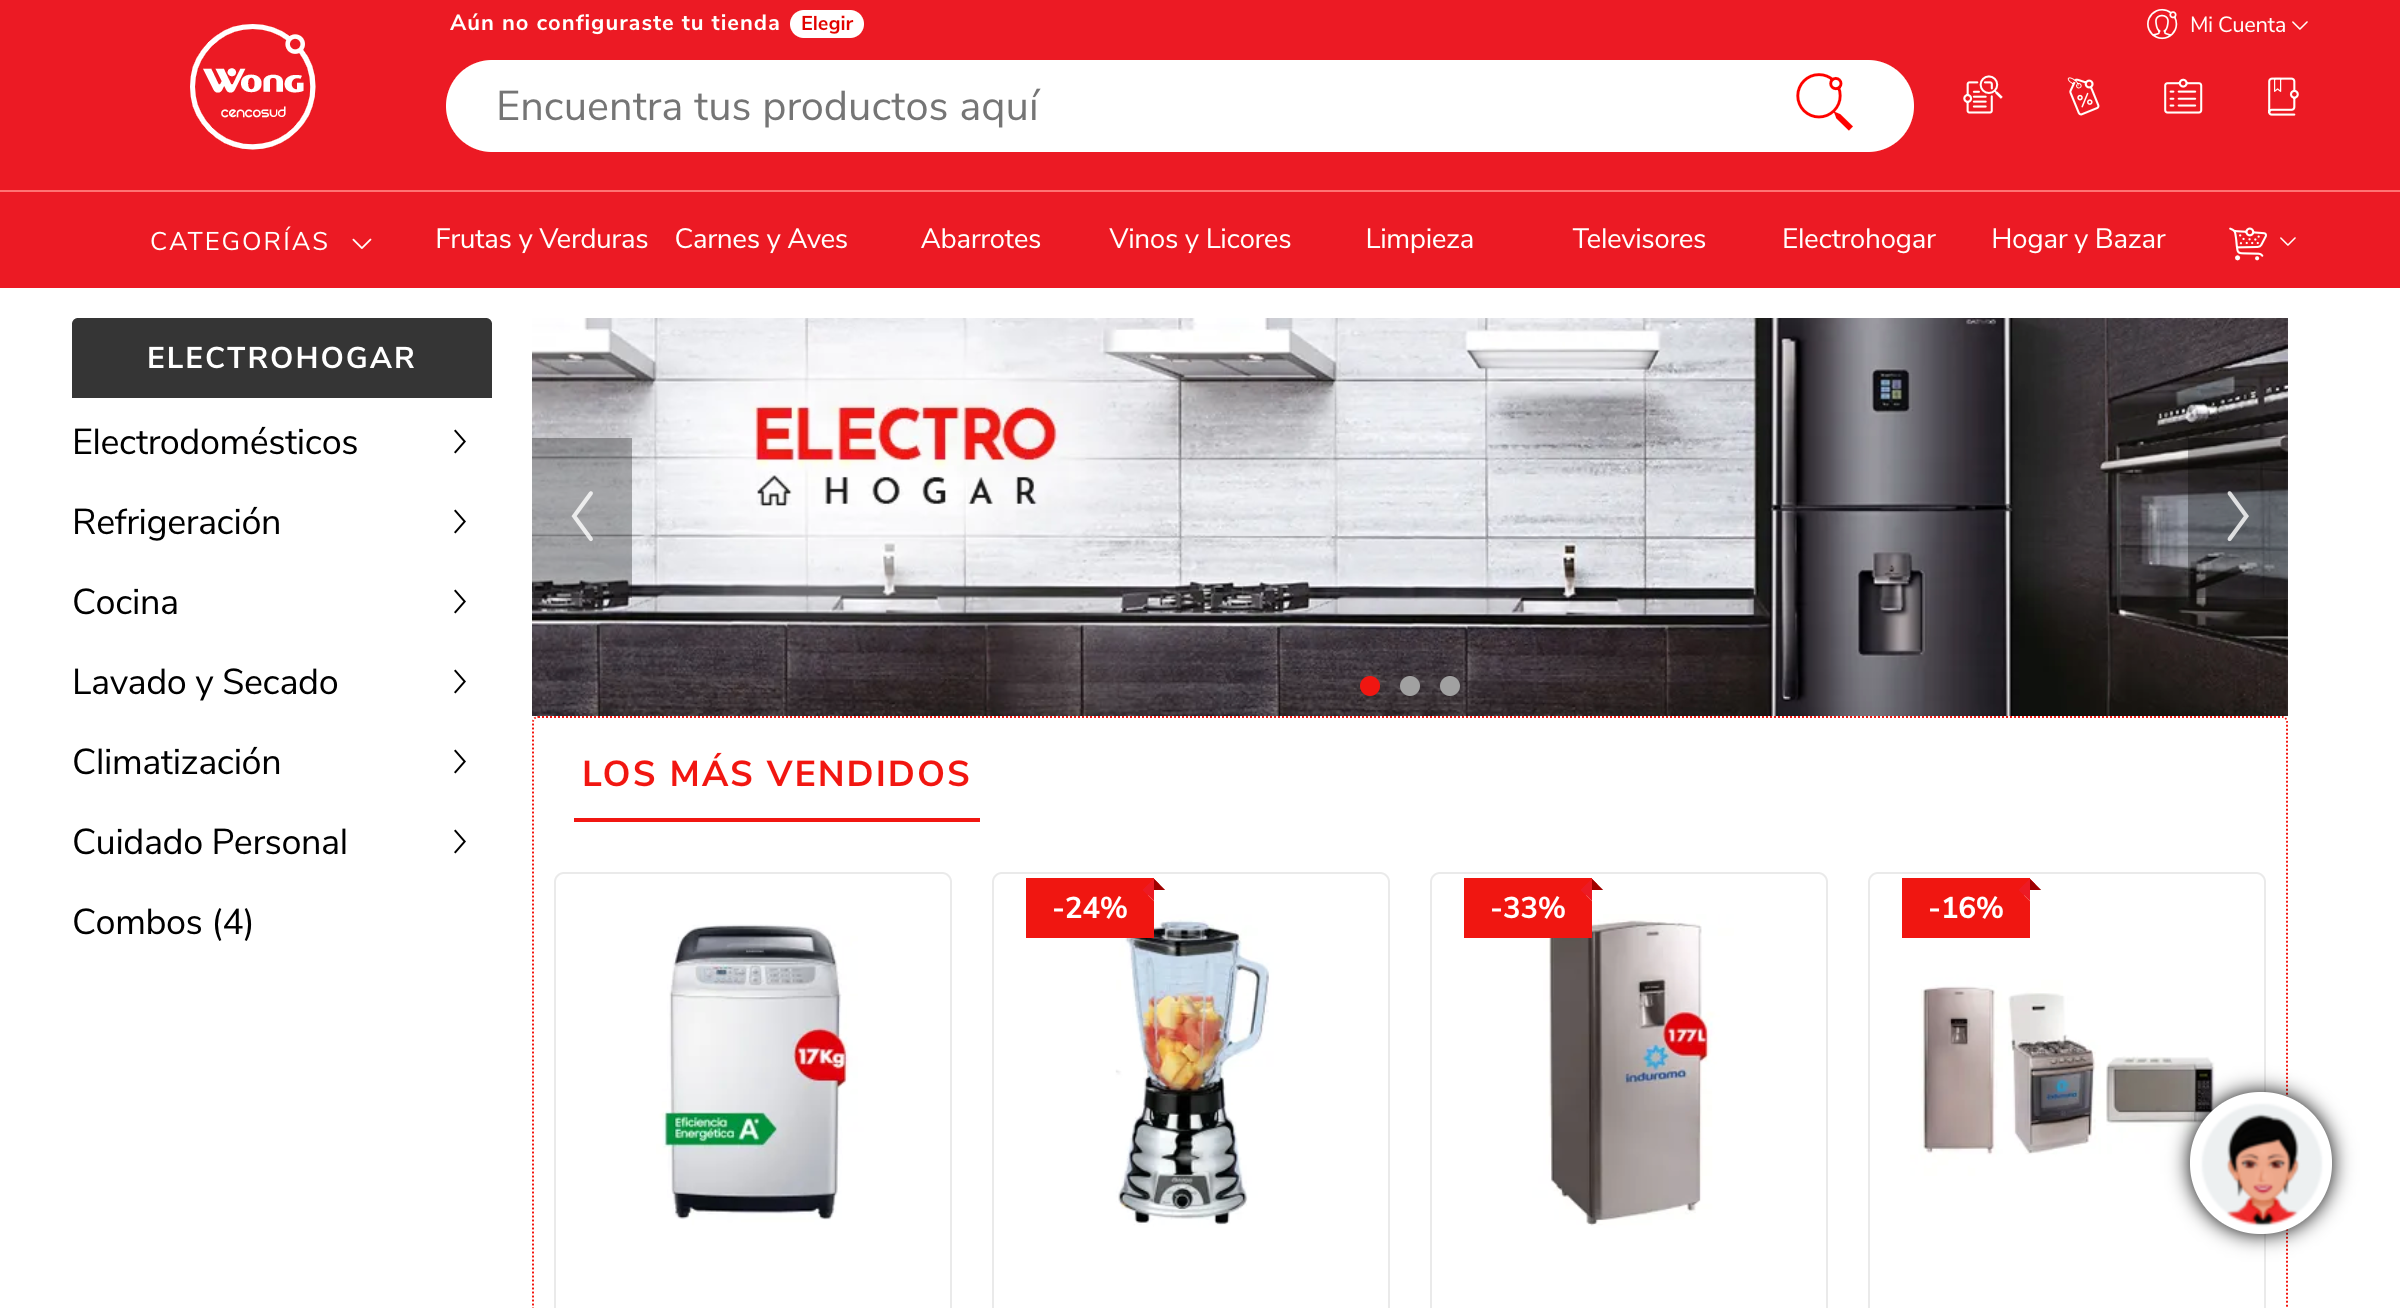 Aún no configuraste tu tienda Elegir
Mi Cuenta
Wong
cencosud
Encuentra tus productos aquí
CATEGORÍAS
Frutas y Verduras
Carnes y Aves
Abarrotes
Vinos y Licores
Limpieza
Televisores
Electrohogar
Hogar y Bazar
ELECTROHOGAR
Electrodomésticos
Refrigeración
Cocina
Lavado y Secado
Climatización
Cuidado Personal
Combos (4)
ELECTRO
HOGAR
LOS MÁS VENDIDOS
17Kg
Eficiencia
Energética A+
-24%
-33%
177L
indurama
-16%
indurama